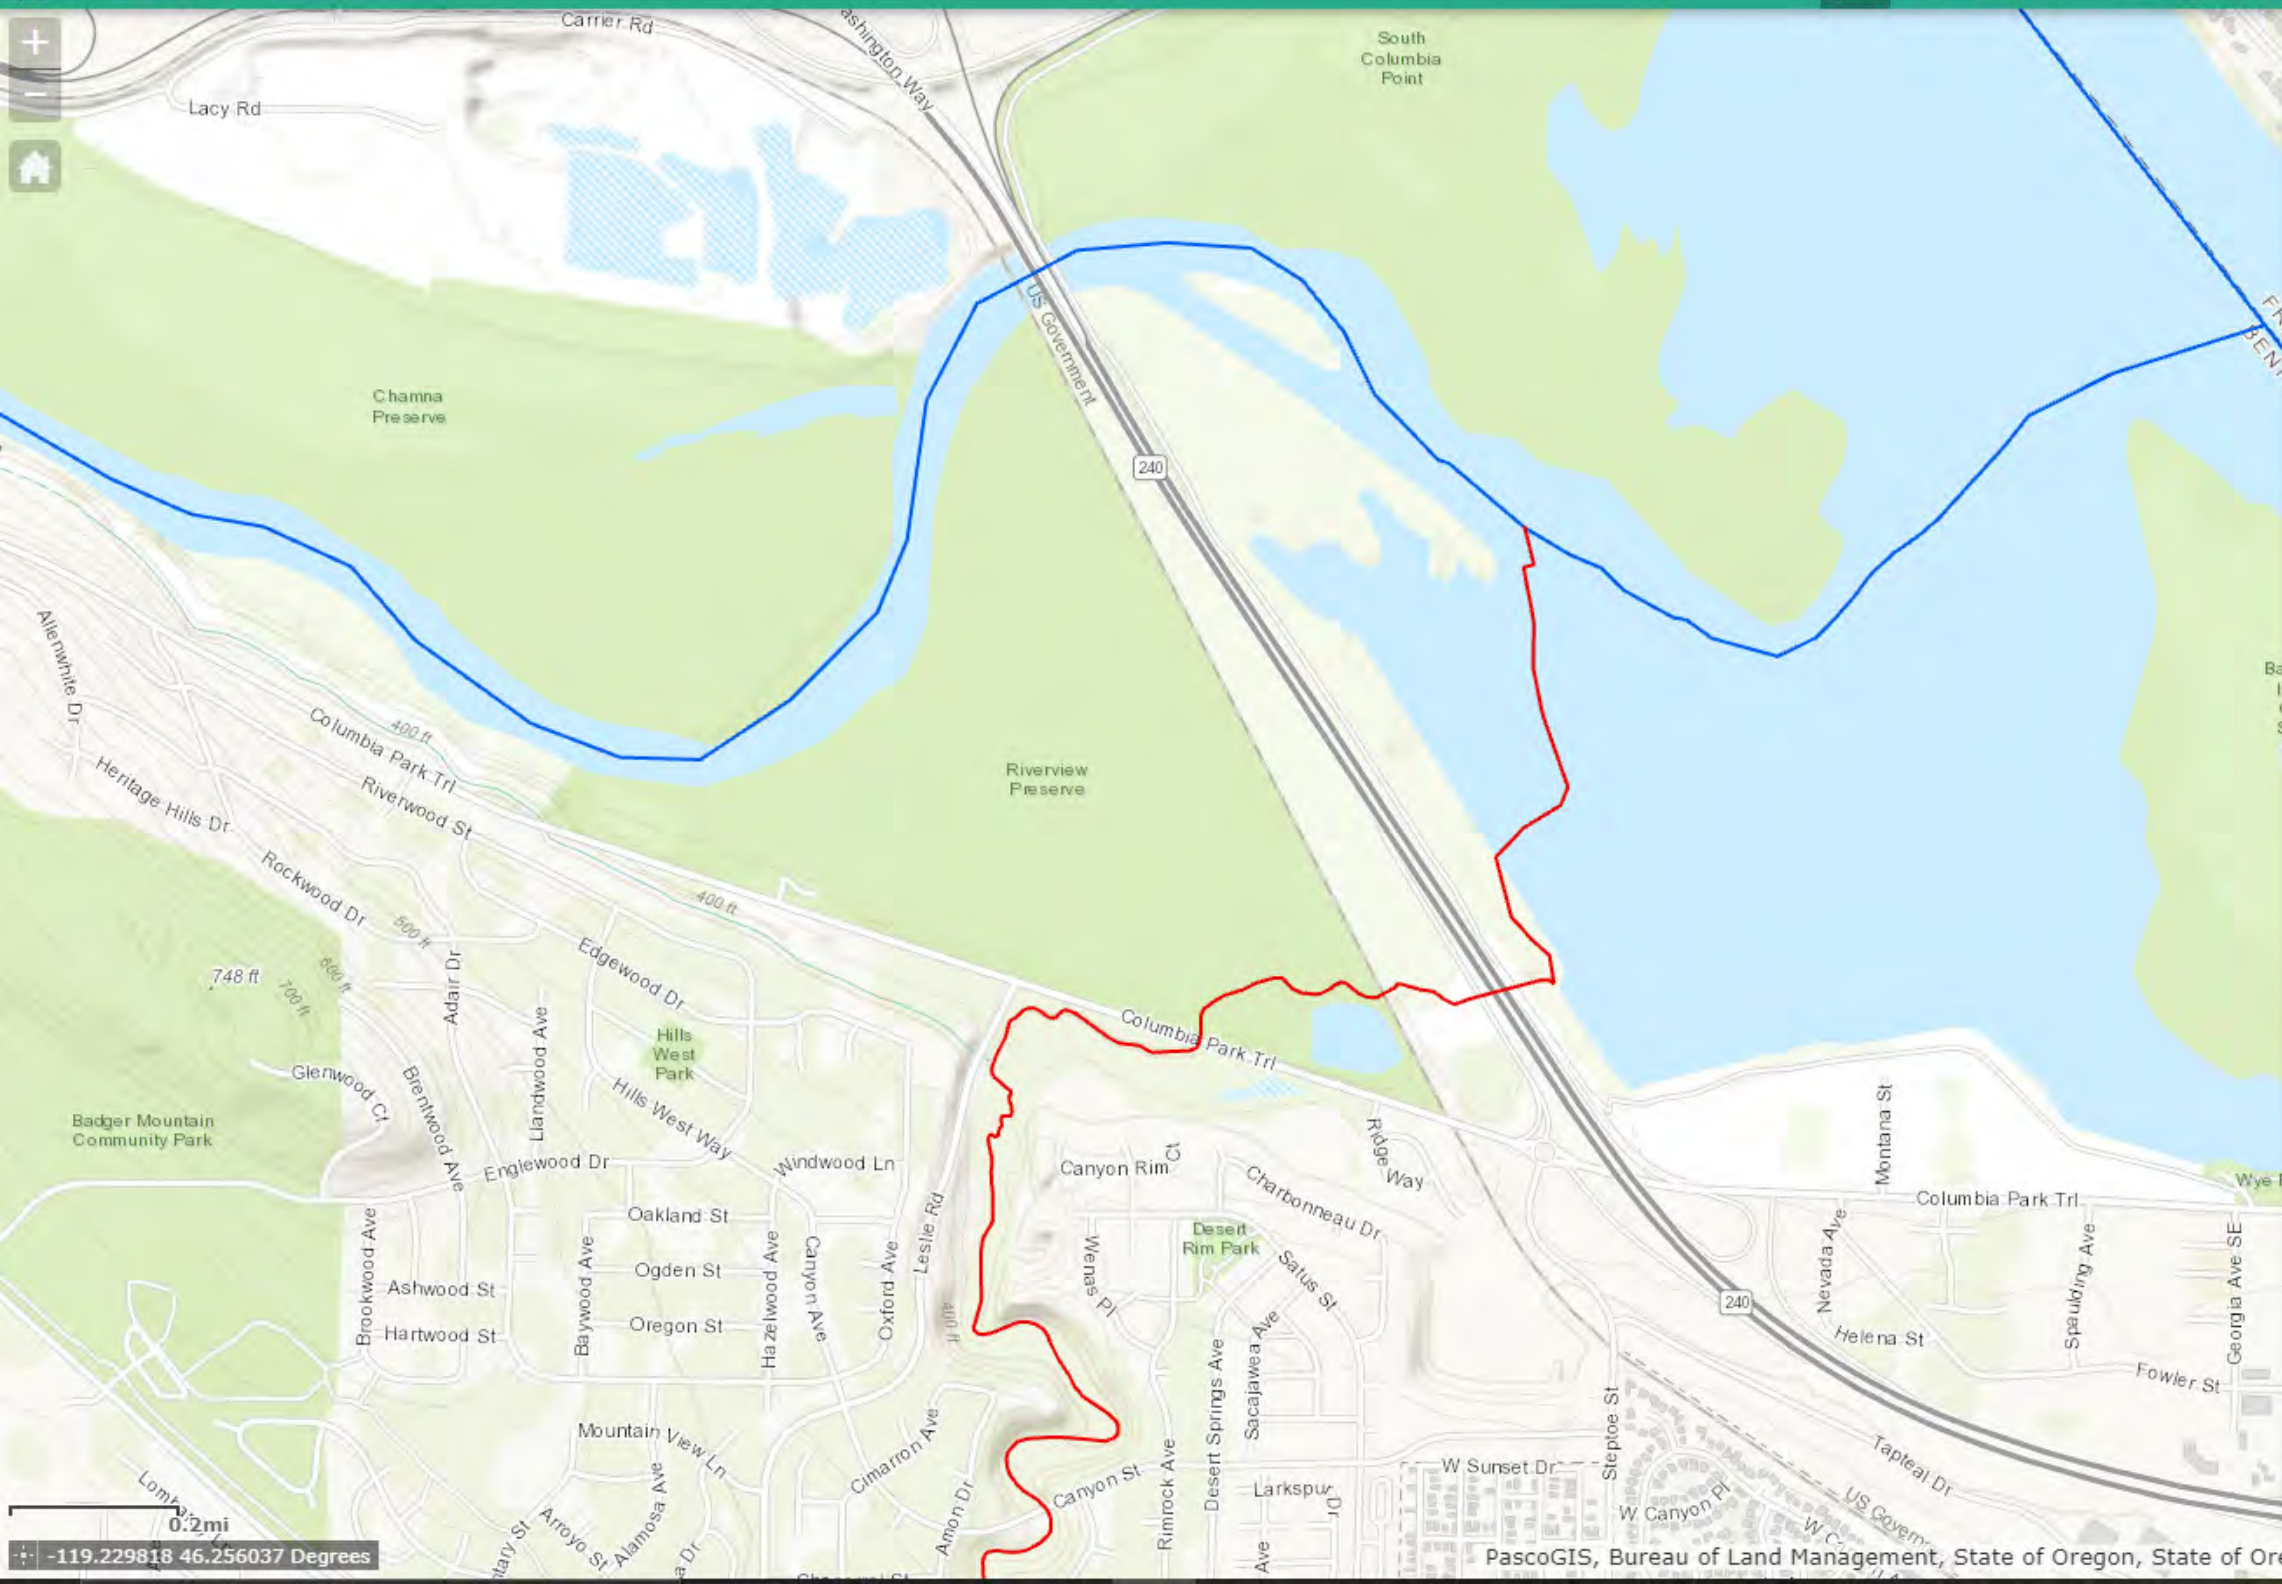 Carrier Rd
ashington Way
South
Columbia
Point
+
−
Lacy Rd
US Government
Chamna
Preserve
240
Allenwhite Dr
Columbia Park Trl
400 ft
Riverwood St
Heritage Hills Dr
Riverview
Preserve
Rockwood Dr
400 ft
500 ft
600 ft
700 ft
748 ft
Adair Dr
Edgewood Dr
Columbia Park Trl
Hills
West
Park
Llandwood Ave
Glenwood Ct
Brentwood Ave
Hills West Way
Badger Mountain
Community Park
Englewood Dr
Windwood Ln
Canyon Rim Ct
Ridge Way
Montana St
Charbonneau Dr
Wye
Columbia Park Trl
Oakland St
Leslie Rd
Desert
Rim Park
Brookwood Ave
Baywood Ave
Hazelwood Ave
Canyon Ave
Oxford Ave
Wenas Pl
Satus St
Nevada Ave
Spaulding Ave
Georgia Ave SE
Ogden St
Ashwood St
240
Oregon St
Hartwood St
400 ft
Helena St
Fowler St
Desert Springs Ave
Sacajawea Ave
Steptoe St
Mountain View Ln
Cimarron Ave
Rimrock Ave
W Sunset Dr
Tapteal Dr
Canyon St
Larkspur Dr
Amon Dr
Alamosa Ave
Arroyo St
W Canyon Pl
US Governm
Ave
0.2mi
-119.229818 46.256037 Degrees
PascoGIS, Bureau of Land Management, State of Oregon, State of Ore